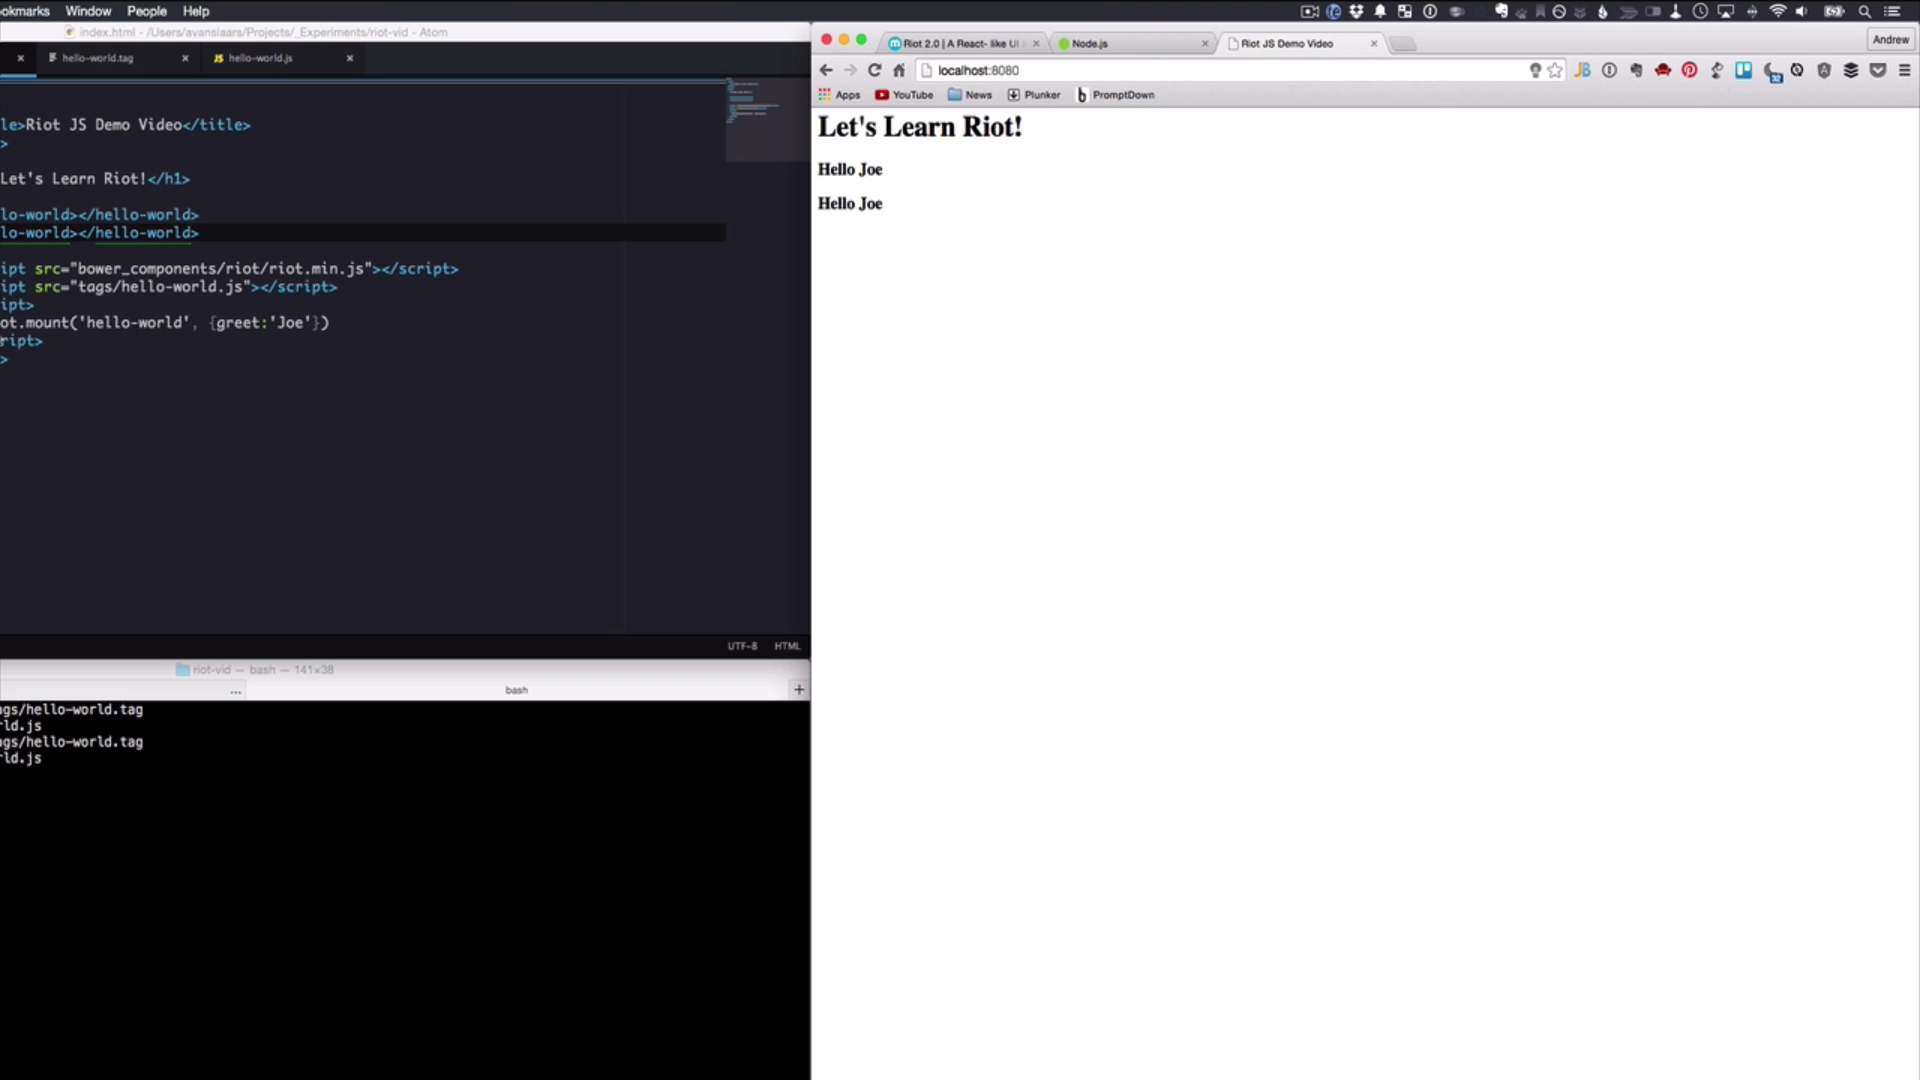 okmarks Window People Help
index.html - /Users/avanslaars/Projects/_Experiments/riot-vid - Atom
hello-world.tag
hello-world.js
le>Riot JS Demo Video</title>
>
Let's Learn Riot!</h1>
lo-world></hello-world>
lo-world></hello-world>
ipt src="bower_components/riot/riot.min.js"></script>
ipt src="tags/hello-world.js"></script>
ipt>
ot.mount('hello-world', {greet:'Joe'})
ript>
>
UTF-8 HTML
riot-vid — bash — 141×38
... bash +
gs/hello-world.tag
rld.js
gs/hello-world.tag
rld.js
Riot 2.0 | A React- like UI
Node.js
Riot JS Demo Video
Andrew
localhost:8080
Apps YouTube News Plunker PromptDown
Let's Learn Riot!
Hello Joe
Hello Joe